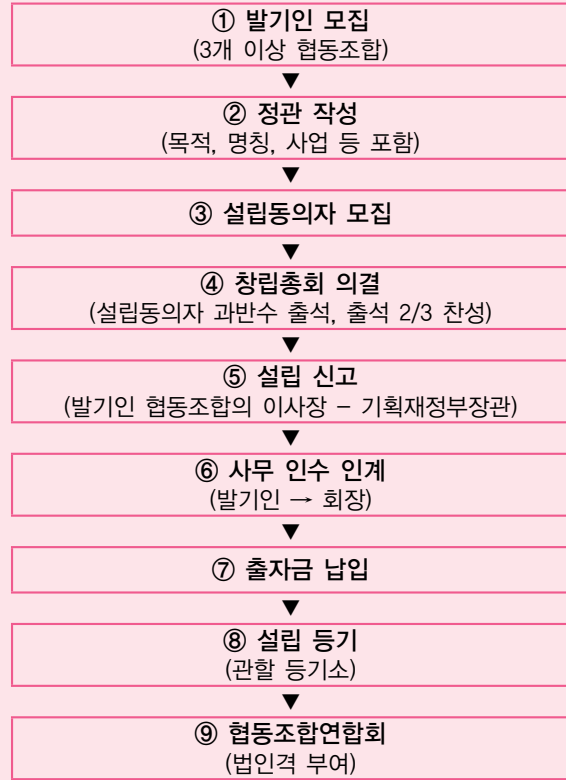 ① 발기인 모집
(3개 이상 협동조합)
▼
② 정관 작성
(목적, 명칭, 사업 등 포함)
▼
③ 설립동의자 모집
▼
④ 창립총회 의결
(설립동의자 과반수 출석, 출석 2/3 찬성)
▼
⑤ 설립 신고
(발기인 협동조합의 이사장 – 기획재정부장관)
▼
⑥ 사무 인수 인계
(발기인 → 회장)
▼
⑦ 출자금 납입
▼
⑧ 설립 등기
(관할 등기소)
▼
⑨ 협동조합연합회
(법인격 부여)